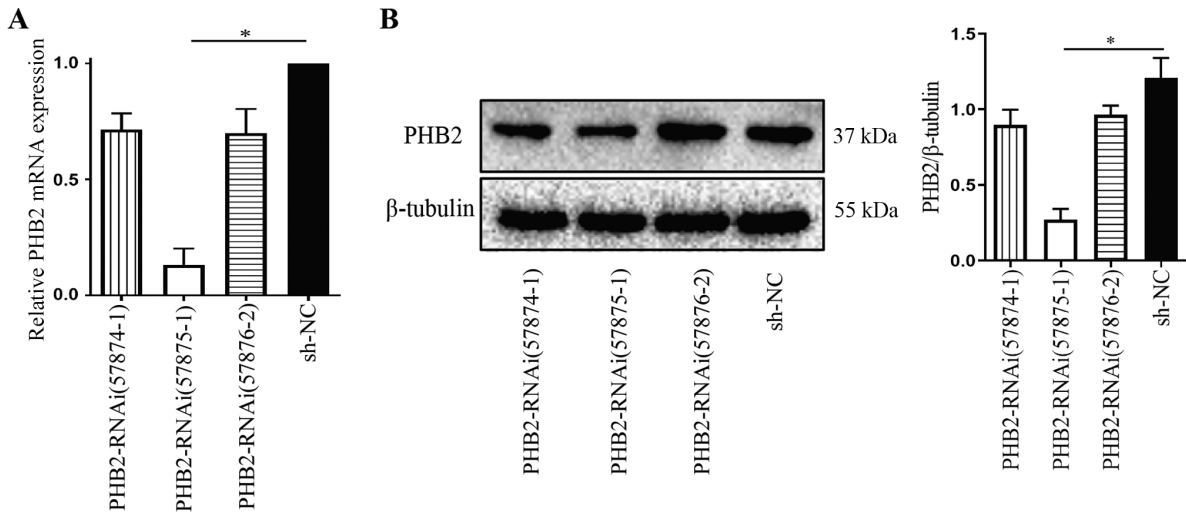 A
Relative PHB2 mRNA expression
1.0
0.5
0.0
*
PHB2-RNAi(57874-1)
PHB2-RNAi(57875-1)
PHB2-RNAi(57876-2)
sh-NC
B
PHB2
37 kDa
β-tubulin
55 kDa
PHB2-RNAi(57874-1)
PHB2-RNAi(57875-1)
PHB2-RNAi(57876-2)
sh-NC
PHB2/β-tubulin
1.5
1.0
0.5
1.0
*
PHB2-RNAi(57874-1)
PHB2-RNAi(57875-1)
PHB2-RNAi(57876-2)
sh-NC